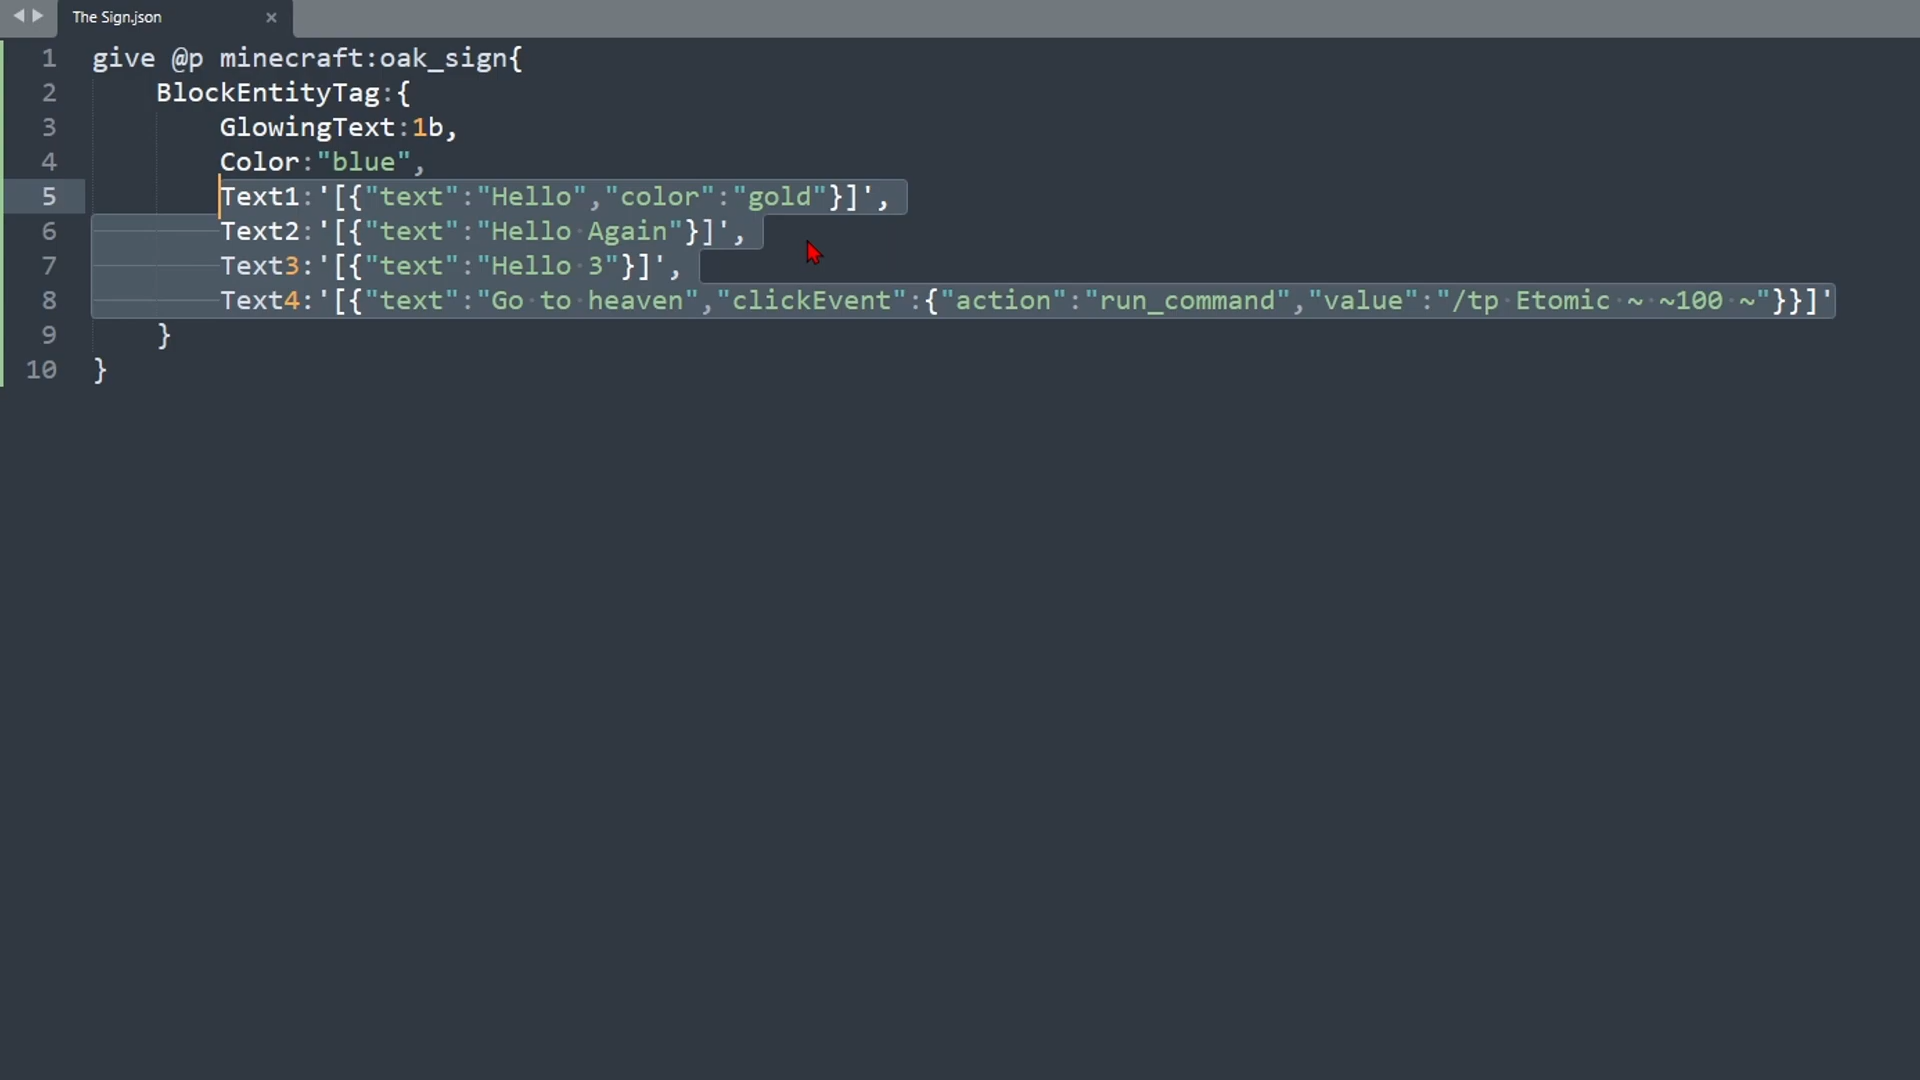 The Sign.json ×
1 give @p minecraft:oak_sign{
2 BlockEntityTag:{
3 GlowingText:1b,
4 Color:"blue",
5 Text1:'[{"text":"Hello","color":"gold"}]',
6 Text2:'[{"text":"Hello Again"}]',
7 Text3:'[{"text":"Hello 3"}]',
8 Text4:'[{"text":"Go to heaven","clickEvent":{"action":"run_command","value":"/tp Etomic ~ ~100 ~"}}]'
9 }
10 }